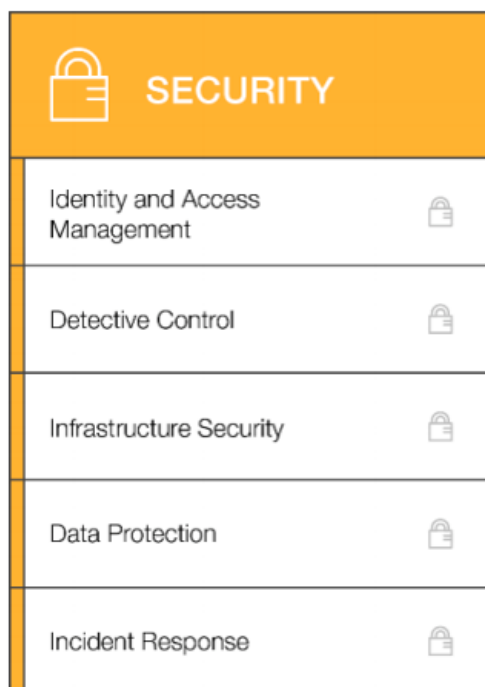 SECURITY
Identity and Access
Management
Detective Control
Infrastructure Security
Data Protection
Incident Response